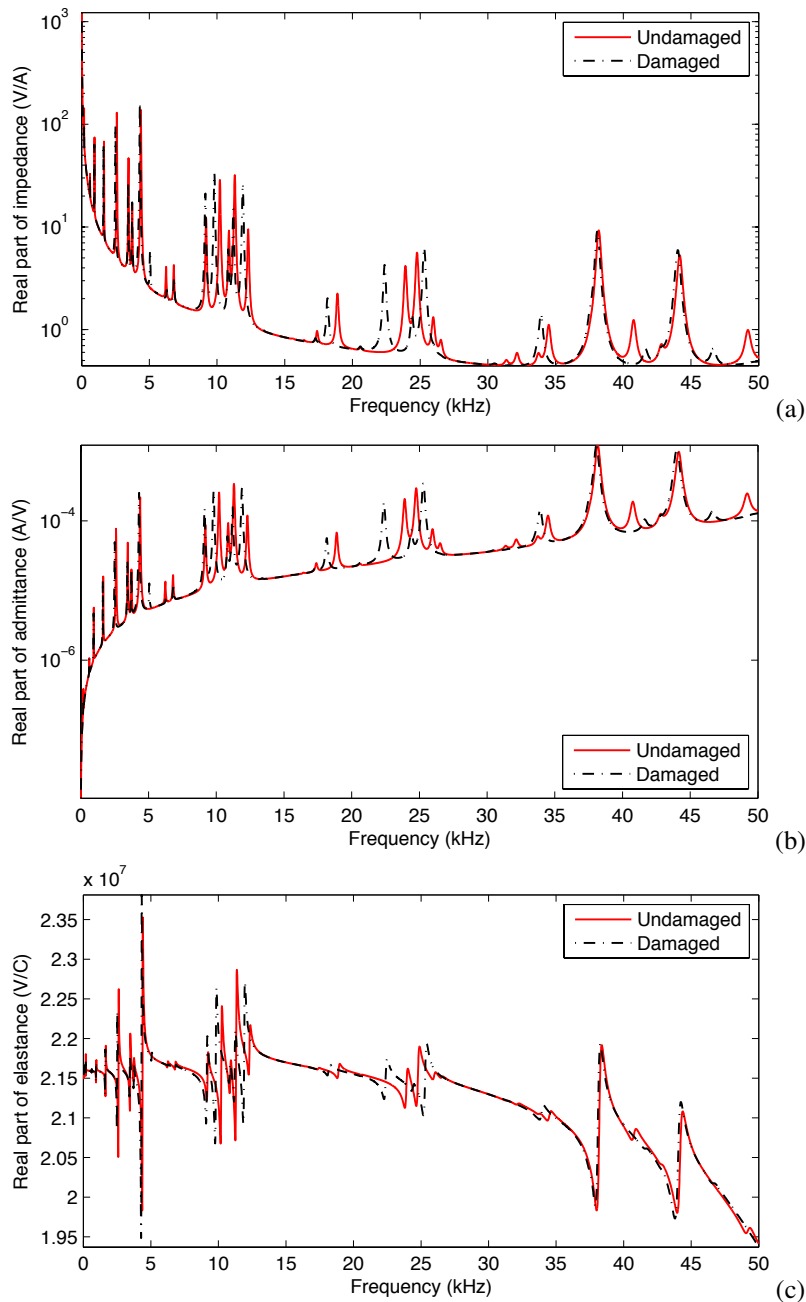 10^3
Undamaged
Damaged
Real part of impedance (V/A)
10^2
10^1
10^0
0 5 10 15 20 25 30 35 40 45 50
Frequency (kHz)
(a)
Real part of admittance (A/V)
10^−4
10^−6
Undamaged
Damaged
0 5 10 15 20 25 30 35 40 45 50
Frequency (kHz)
(b)
x 10^7
Undamaged
Damaged
Real part of elastance (V/C)
2.35
2.3
2.25
2.2
2.15
2.1
2.05
2
1.95
0 5 10 15 20 25 30 35 40 45 50
Frequency (kHz)
(c)